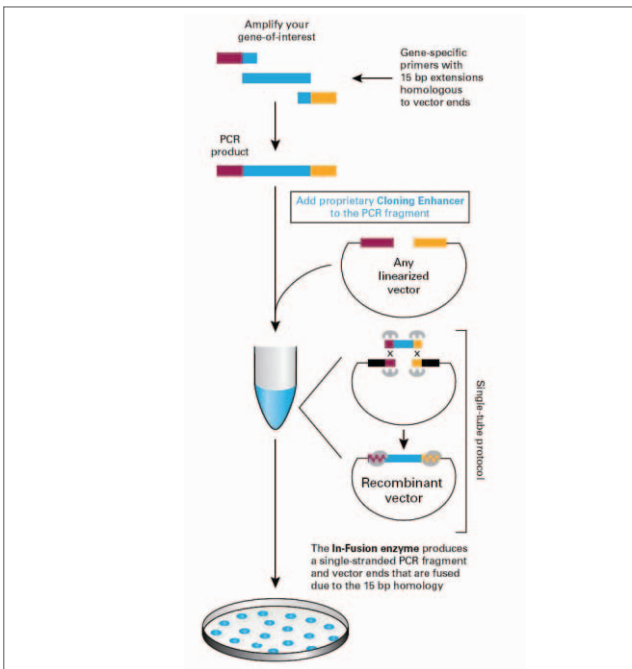 Amplify your
gene-of-interest
Gene-specific
primers with
15 bp extensions
homologous
to vector ends
PCR
product
Add proprietary Cloning Enhancer
to the PCR fragment
Any
linearized
vector
x x
Single-tube protocol
Recombinant
vector
The In-Fusion enzyme produces
a single-stranded PCR fragment
and vector ends that are fused
due to the 15 bp homology